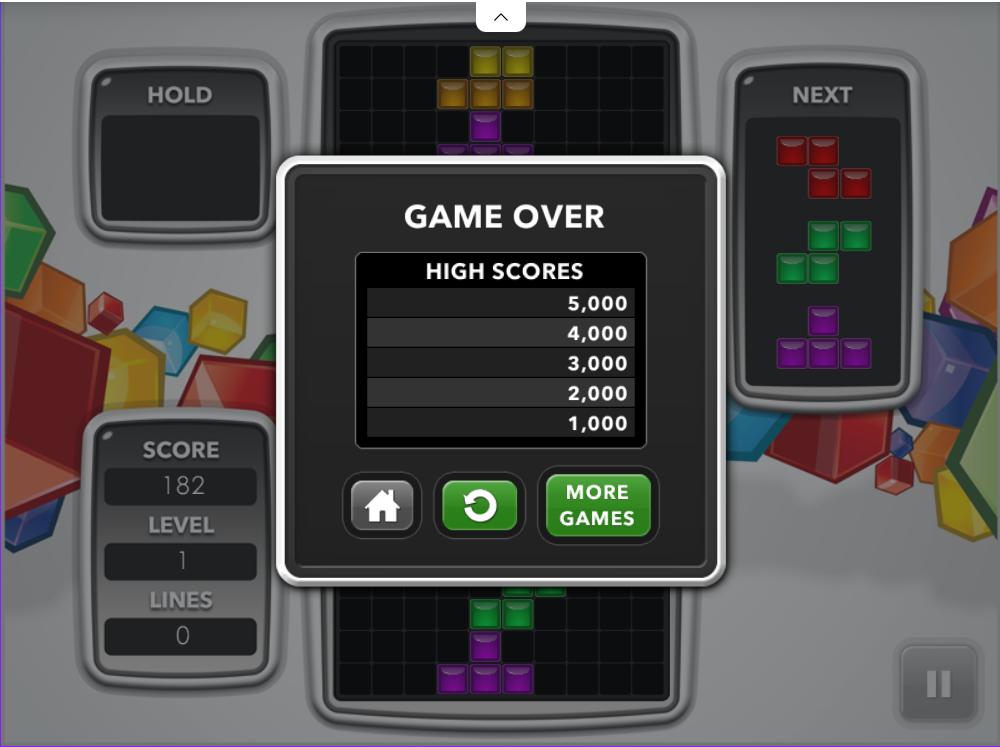 HOLD
NEXT
GAME OVER
HIGH SCORES
5,000
4,000
3,000
2,000
1,000
SCORE
182
LEVEL
1
LINES
0
MORE
GAMES